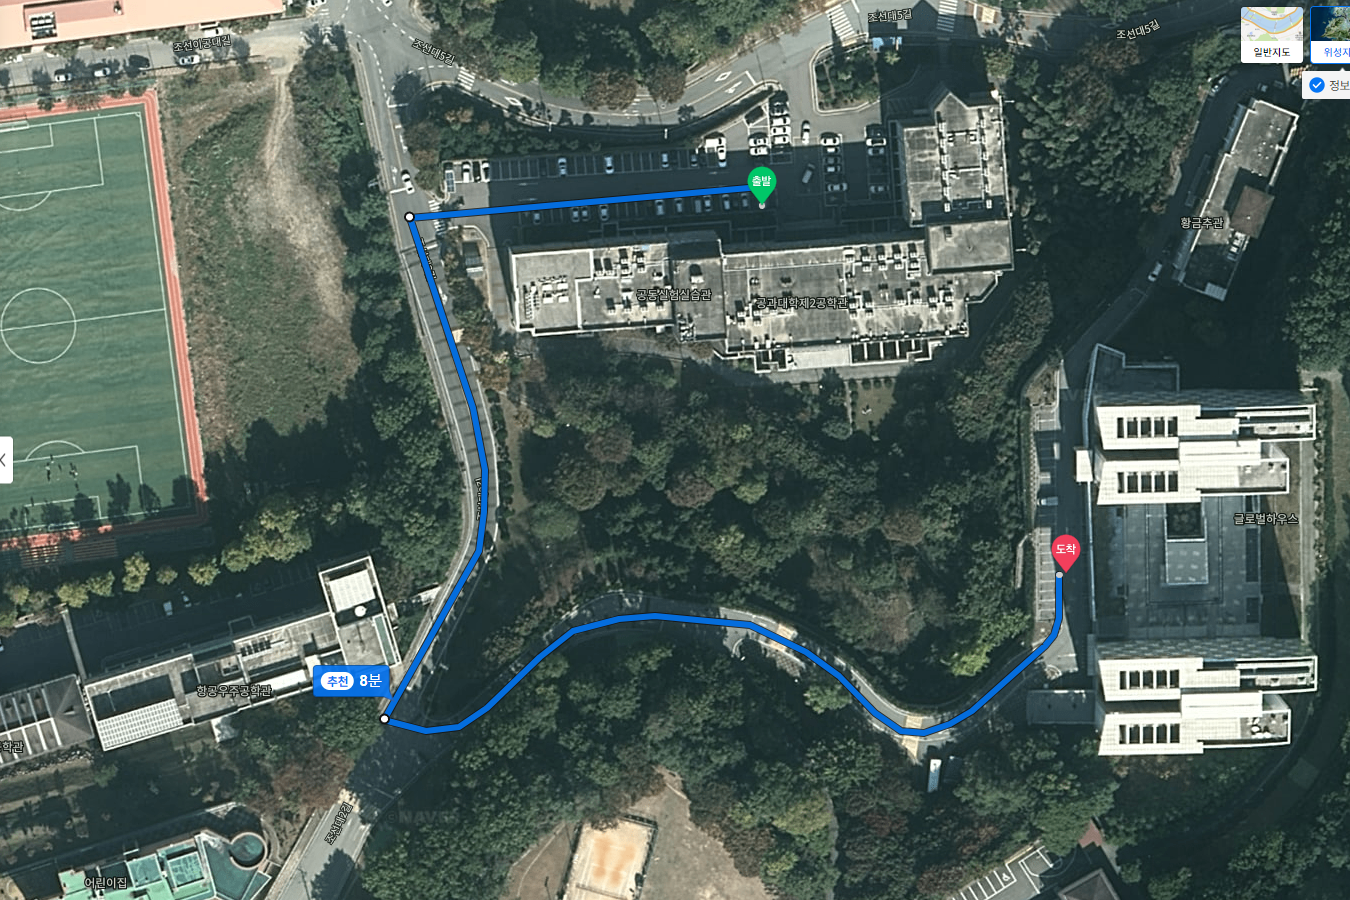 조선대5길
조선대5길
조선이공대길
조선대5길
일반지도
위성지
정보
출발
황금추관
공동실험실습관
공과대학제2공학관
글로벌하우스
도착
추천 8분
항공우주공학관
학관
조선대2길
어린이집